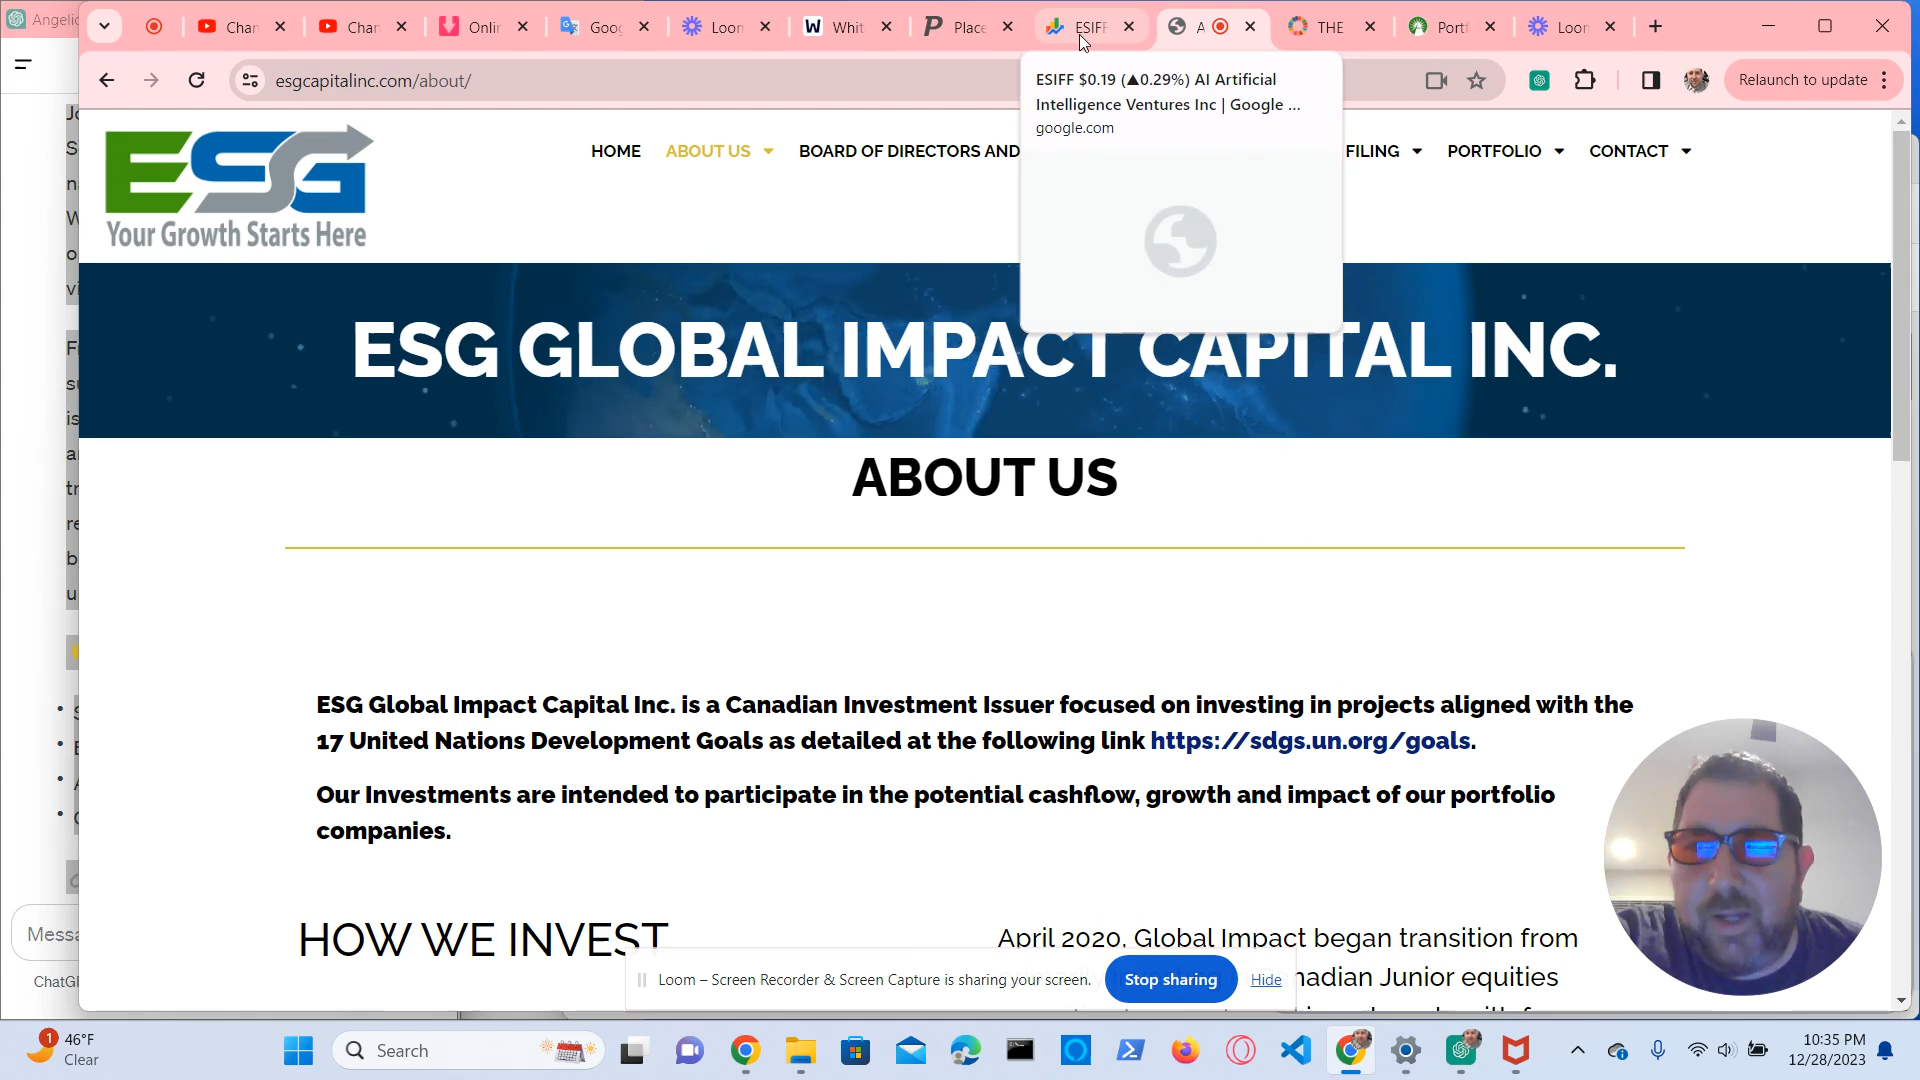 Angelic
Chan
Chan
Onlin
Goog
Loon
Whit
Place
ESIFF
A
THE
Portf
Loon
esgcapitalinc.com/about/
Relaunch to update
ESIFF $0.19 (▲0.29%) AI Artificial
Intelligence Ventures Inc | Google ...
google.com
ESG
Your Growth Starts Here
HOME
ABOUT US
BOARD OF DIRECTORS AND
FILING
PORTFOLIO
CONTACT
ESG GLOBAL IMPACT CAPITAL INC.
ABOUT US
ESG Global Impact Capital Inc. is a Canadian Investment Issuer focused on investing in projects aligned with the
17 United Nations Development Goals as detailed at the following link https://sdgs.un.org/goals.
Our Investments are intended to participate in the potential cashflow, growth and impact of our portfolio
companies.
HOW WE INVEST
April 2020, Global Impact began transition from
nadian Junior equities
Loom – Screen Recorder & Screen Capture is sharing your screen.
Stop sharing
Hide
Messa
ChatGP
1
46°F
Clear
Search
10:35 PM
12/28/2023